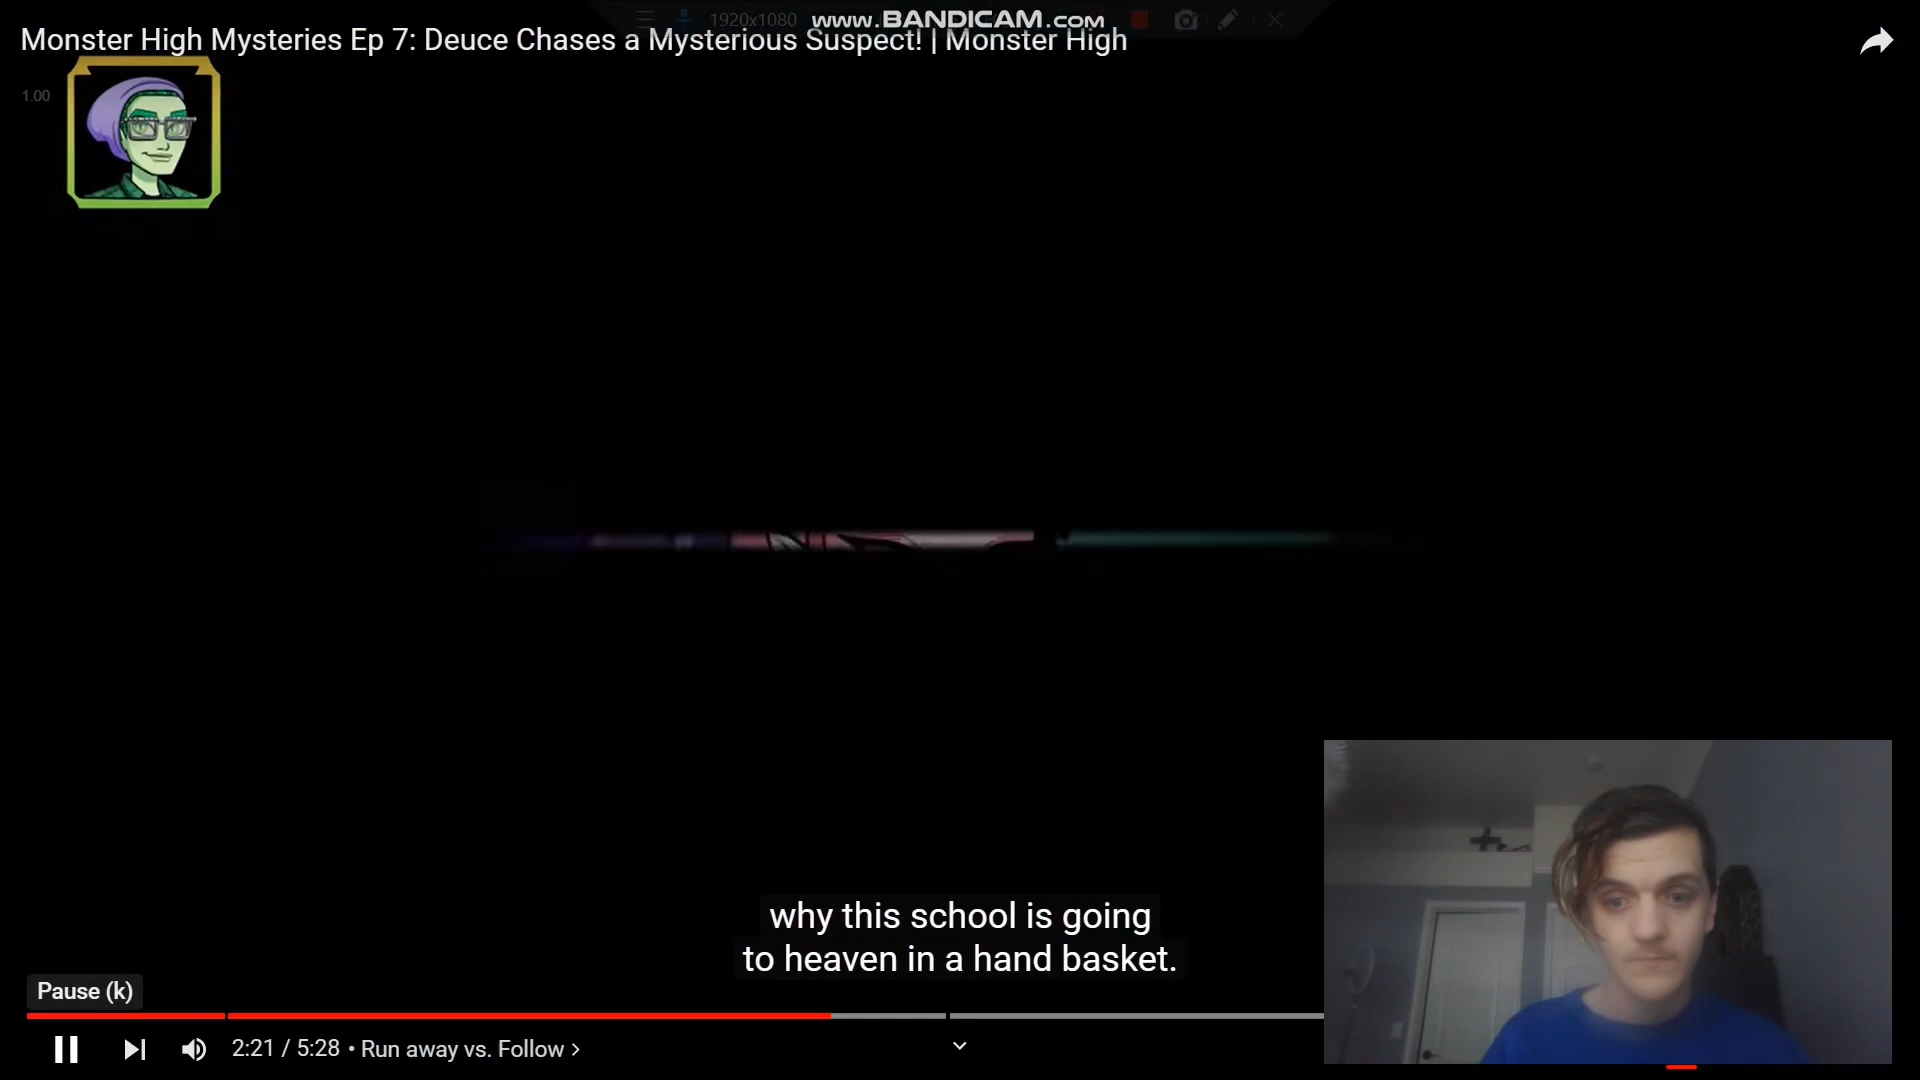 1920x1080
www.BANDICAM.com
Monster High Mysteries Ep 7: Deuce Chases a Mysterious Suspect! | Monster High
1.00
why this school is going
to heaven in a hand basket.
Pause (k)
2:21 / 5:28 • Run away vs. Follow